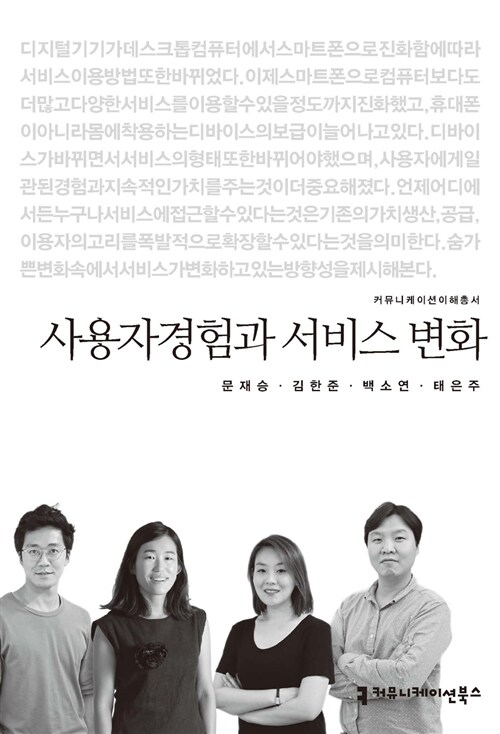 디지털기기가데스크톱컴퓨터에서스마트폰으로진화함에따라
서비스이용방법또한바뀌었다.이제스마트폰으로컴퓨터보다도
더많고다양한서비스를이용할수있을정도까지진화했고,휴대폰
이아니라몸에착용하는디바이스의보급이늘어나고있다.디바이
스가바뀌면서서비스의형태또한바뀌어야했으며,사용자에게일
관된경험과지속적인가치를주는것이더중요해졌다.언제어디에
서든누구나서비스에접근할수있다는것은기존의가치생산,공급,
이용자의고리를폭발적으로확장할수있다는것을의미한다.숨가
쁜변화속에서서비스가변화하고있는방향성을제시해본다.
커뮤니케이션이해총서
사용자경험과 서비스 변화
문재승 · 김한준 · 백소연 · 태은주
커뮤니케이션북스